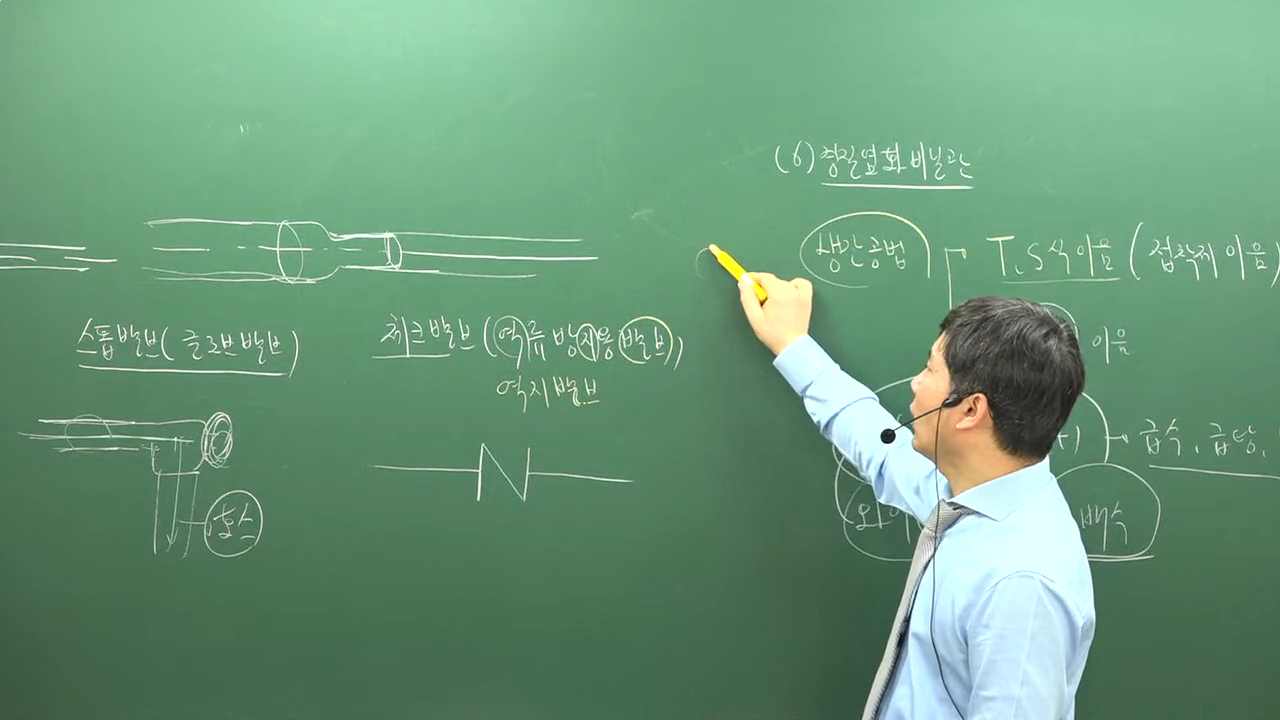 (6) 경질염화비닐관
생간공법
T.S식 이음 (접착제 이음)
이음
급수, 급탕,
오
배수
스톱밸브(글로브밸브)
체크밸브(역류방지용밸브)
역지밸브
호스